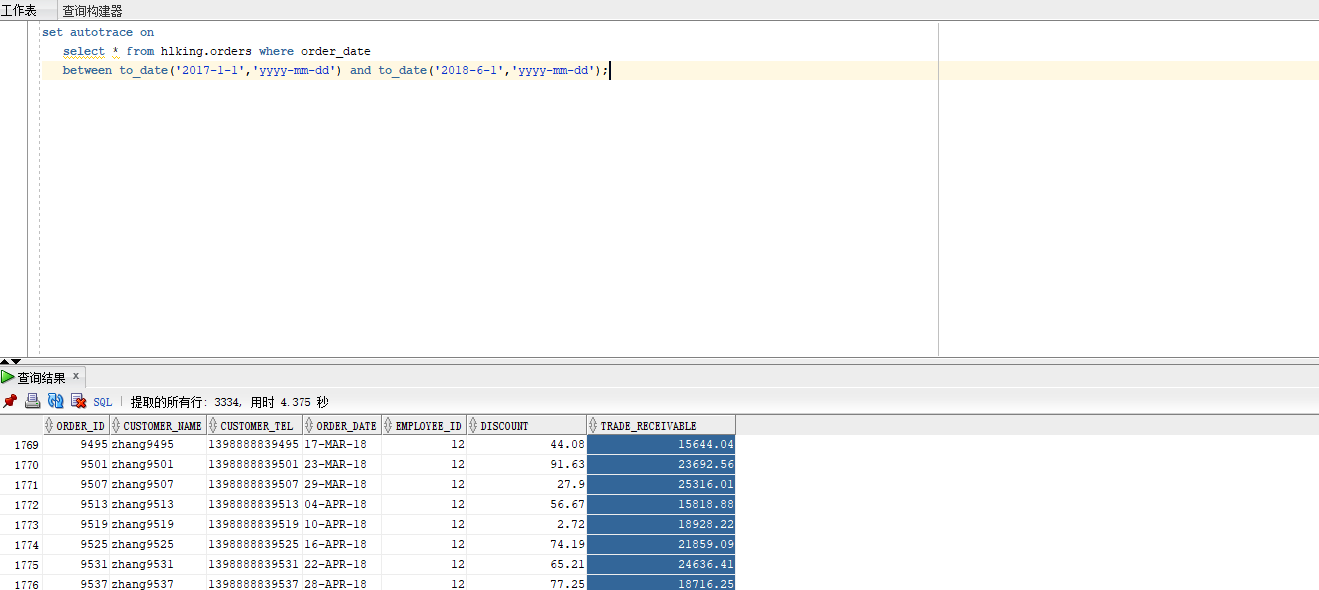 工作表 查询构建器
set autotrace on
select * from hlking.orders where order_date
between to_date('2017-1-1','yyyy-mm-dd') and to_date('2018-6-1','yyyy-mm-dd');
查询结果 x
SQL | 提取的所有行: 3334, 用时 4.375 秒
ORDER_ID CUSTOMER_NAME CUSTOMER_TEL ORDER_DATE EMPLOYEE_ID DISCOUNT TRADE_RECEIVABLE
1769 9495 zhang9495 1398888839495 17-MAR-18 12 44.08 15644.04
1770 9501 zhang9501 1398888839501 23-MAR-18 12 91.63 23692.56
1771 9507 zhang9507 1398888839507 29-MAR-18 12 27.9 25316.01
1772 9513 zhang9513 1398888839513 04-APR-18 12 56.67 15818.88
1773 9519 zhang9519 1398888839519 10-APR-18 12 2.72 18928.22
1774 9525 zhang9525 1398888839525 16-APR-18 12 74.19 21859.09
1775 9531 zhang9531 1398888839531 22-APR-18 12 65.21 24636.41
1776 9537 zhang9537 1398888839537 28-APR-18 12 77.25 18716.25